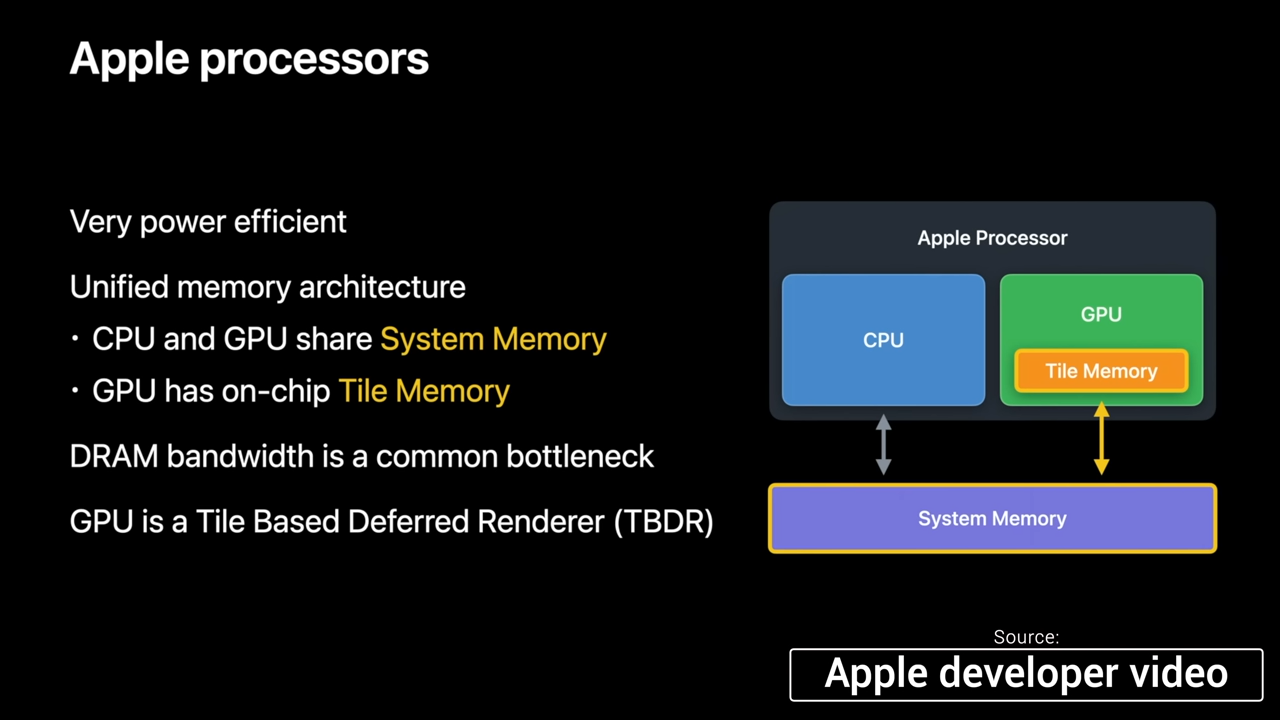 Apple processors
Very power efficient
Unified memory architecture
· CPU and GPU share System Memory
· GPU has on-chip Tile Memory
DRAM bandwidth is a common bottleneck
GPU is a Tile Based Deferred Renderer (TBDR)
Apple Processor
CPU
GPU
Tile Memory
System Memory
Source:
Apple developer video